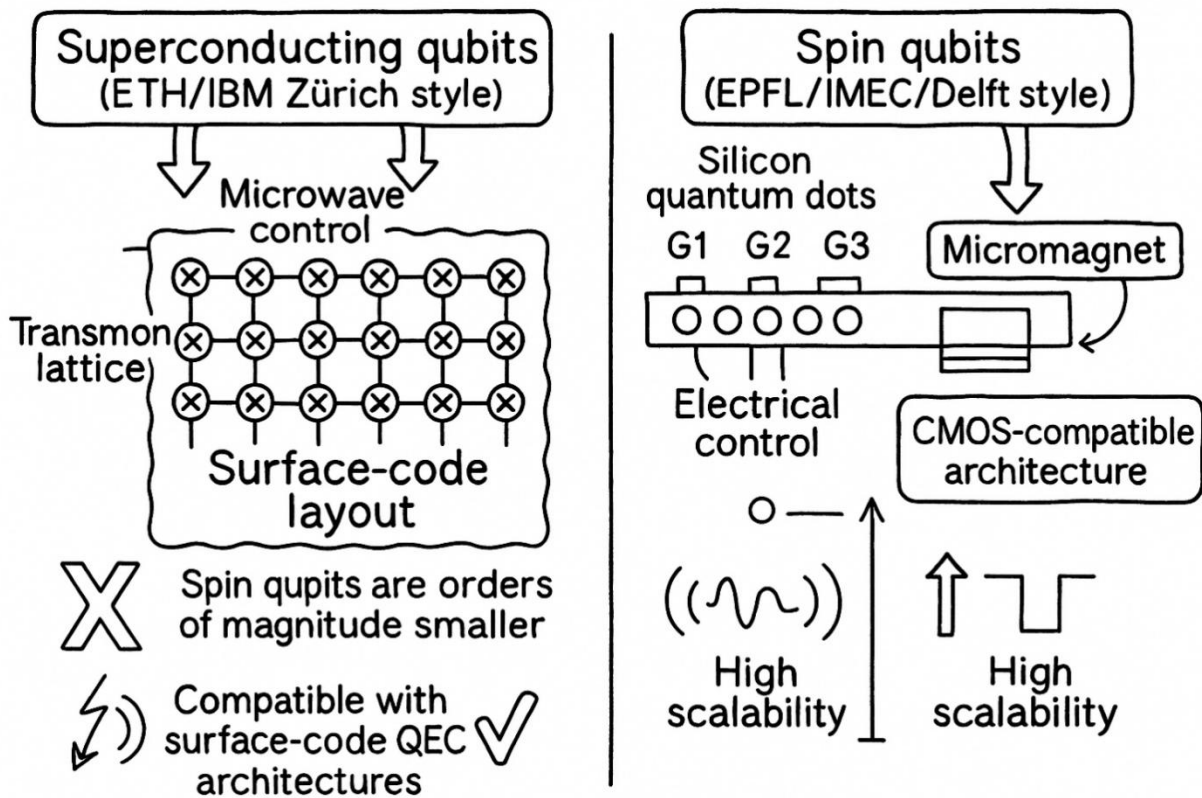 Superconducting qubits
(ETH/IBM Zürich style)
Microwave
control
Transmon
lattice
Surface-code
layout
Spin qupits are orders
of magnitude smaller
Compatible with
surface-code QEC
architectures
Spin qubits
(EPFL/IMEC/Delft style)
Silicon
quantum dots
G1 G2 G3
Micromagnet
Electrical
control
CMOS-compatible
architecture
High
scalability
High
scalability